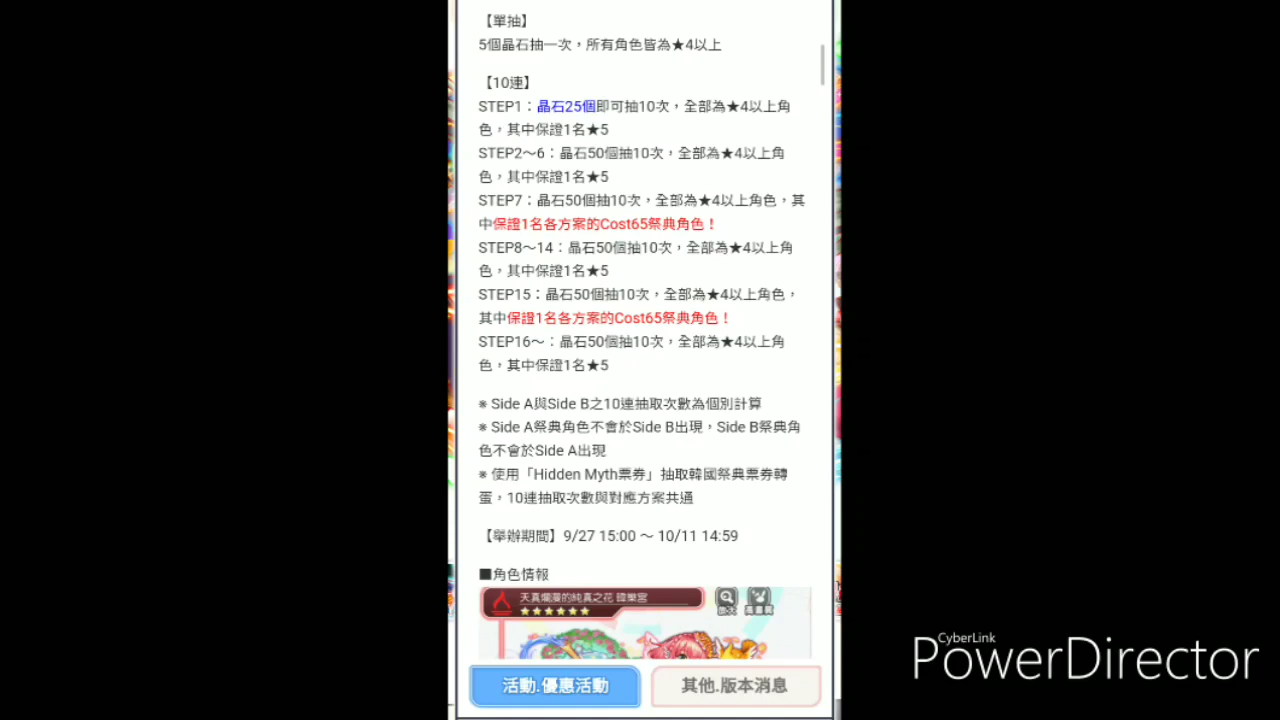 【單抽】
5個晶石抽一次，所有角色皆為★4以上
【10連】
STEP1：晶石25個即可抽10次，全部為★4以上角
色，其中保證1名★5
STEP2～6：晶石50個抽10次，全部為★4以上角
色，其中保證1名★5
STEP7：晶石50個抽10次，全部為★4以上角色，其
中保證1名各方案的Cost65祭典角色！
STEP8～14：晶石50個抽10次，全部為★4以上角
色，其中保證1名★5
STEP15：晶石50個抽10次，全部為★4以上角色，
其中保證1名各方案的Cost65祭典角色！
STEP16～：晶石50個抽10次，全部為★4以上角
色，其中保證1名★5
※ Side A與Side B之10連抽取次數為個別計算
※ Side A祭典角色不會於Side B出現，Side B祭典角
色不會於Side A出現
※ 使用「Hidden Myth票券」抽取韓國祭典票券轉
蛋，10連抽取次數與對應方案共通
【舉辦期間】9/27 15:00 ～ 10/11 14:59
■角色情報
天真爛漫的純真之花 韓樂宮
★★★★★★
活動.優惠活動
其他.版本消息
CyberLink
PowerDirector